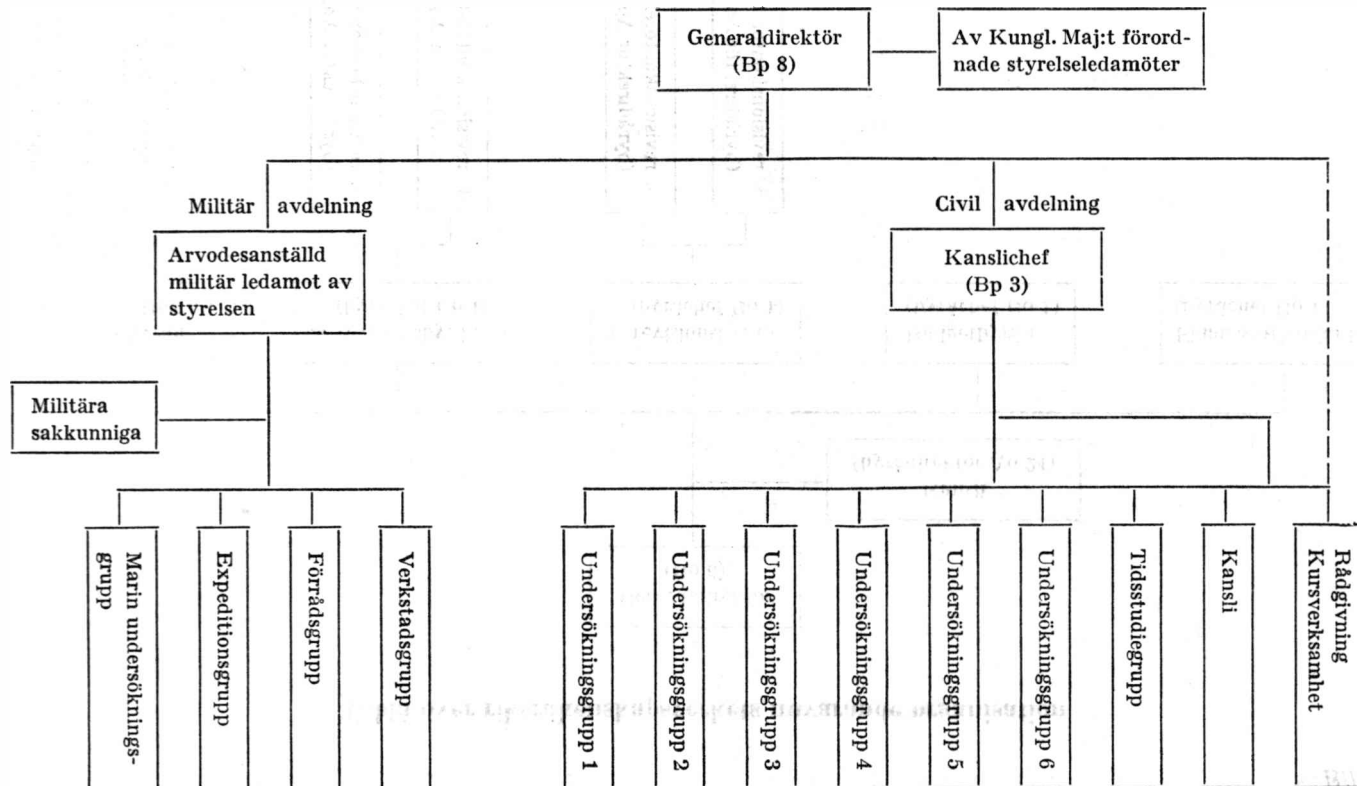 Generaldirektör
(Bp 8)
Av Kungl. Maj:t förord-
nade styrelseledamöter
Militär avdelning
Civil avdelning
Arvodesanställd
militär ledamot av
styrelsen
Kanslichef
(Bp 3)
Militära
sakkunniga
Marin undersöknings-
grupp
Expeditionsgrupp
Förrådsgrupp
Verkstadsgrupp
Undersökningsgrupp 1
Undersökningsgrupp 2
Undersökningsgrupp 3
Undersökningsgrupp 4
Undersökningsgrupp 5
Undersökningsgrupp 6
Tidsstudiegrupp
Kansli
Rådgivning
Kursverksamhet